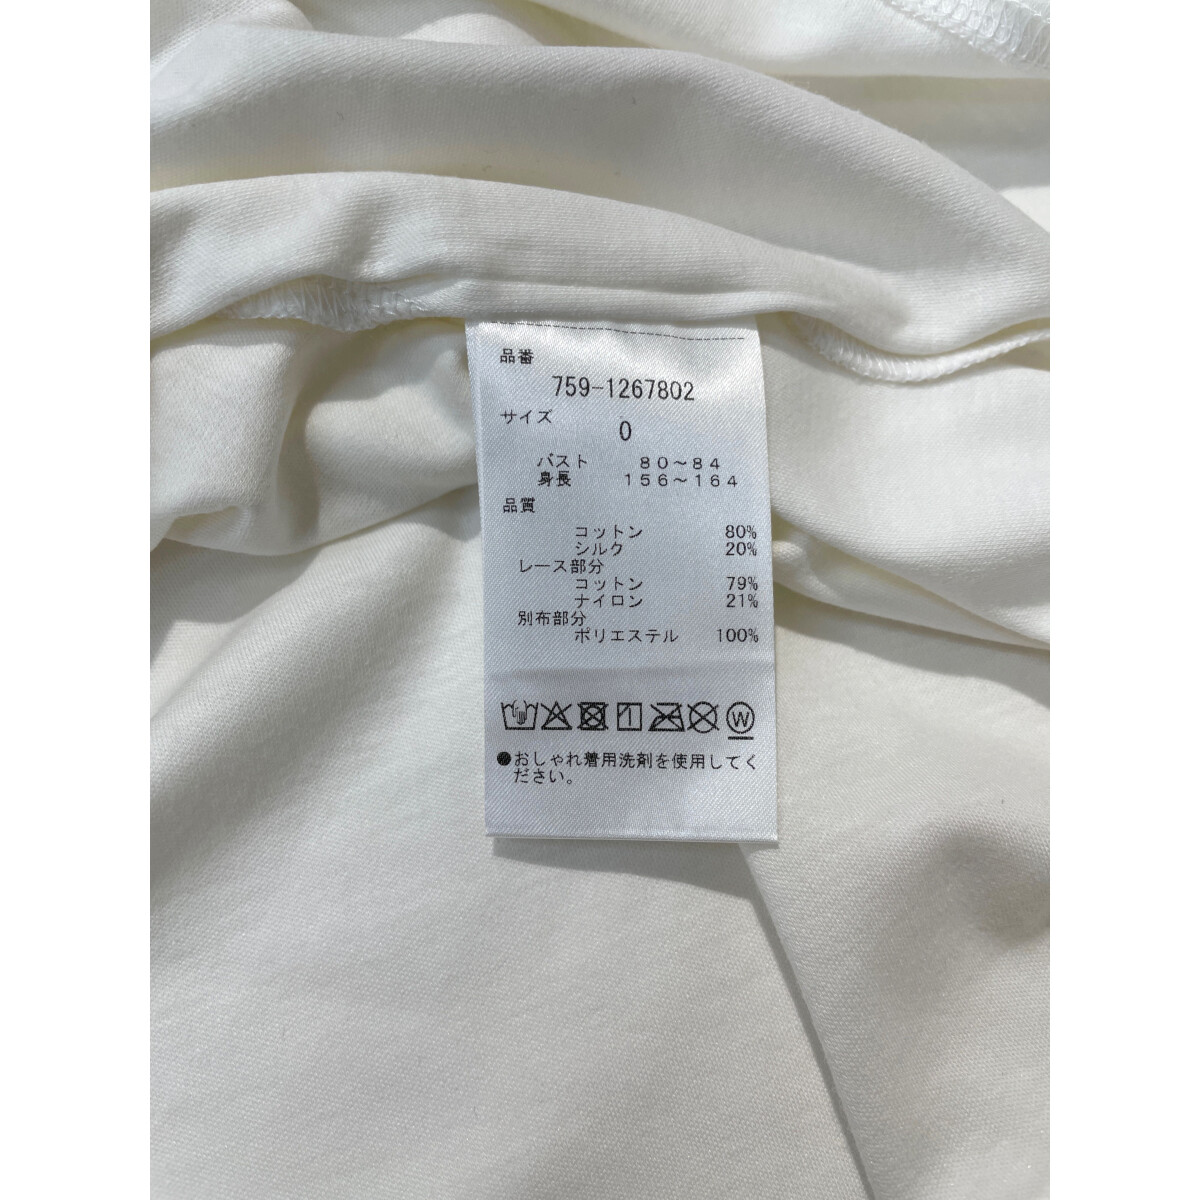 品番
759-1267802
サイズ
0
バスト 80～84
身長 156～164
品質
コットン 80%
シルク 20%
レース部分
コットン 79%
ナイロン 21%
別布部分
ポリエステル 100%
W
●おしゃれ着用洗剤を使用してく
ださい。